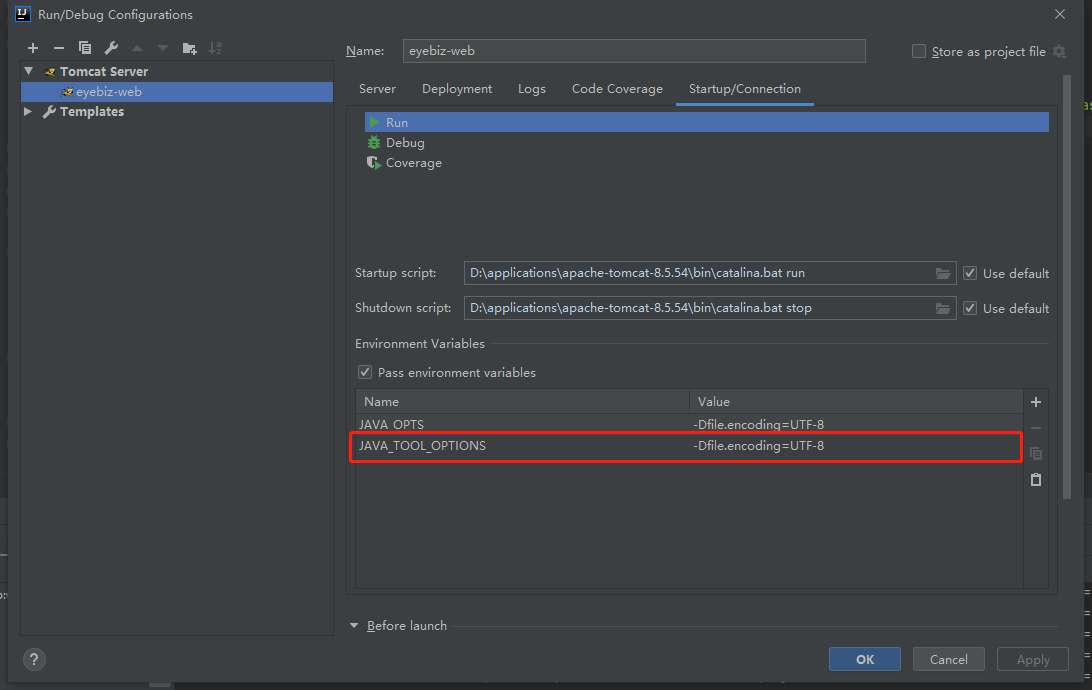 Run/Debug Configurations
Name: eyebiz-web
Store as project file
Tomcat Server
eyebiz-web
Templates
Server Deployment Logs Code Coverage Startup/Connection
Run
Debug
Coverage
Startup script: D:\applications\apache-tomcat-8.5.54\bin\catalina.bat run Use default
Shutdown script: D:\applications\apache-tomcat-8.5.54\bin\catalina.bat stop Use default
Environment Variables
Pass environment variables
Name Value
JAVA_OPTS -Dfile.encoding=UTF-8
JAVA_TOOL_OPTIONS -Dfile.encoding=UTF-8
Before launch
? OK Cancel Apply